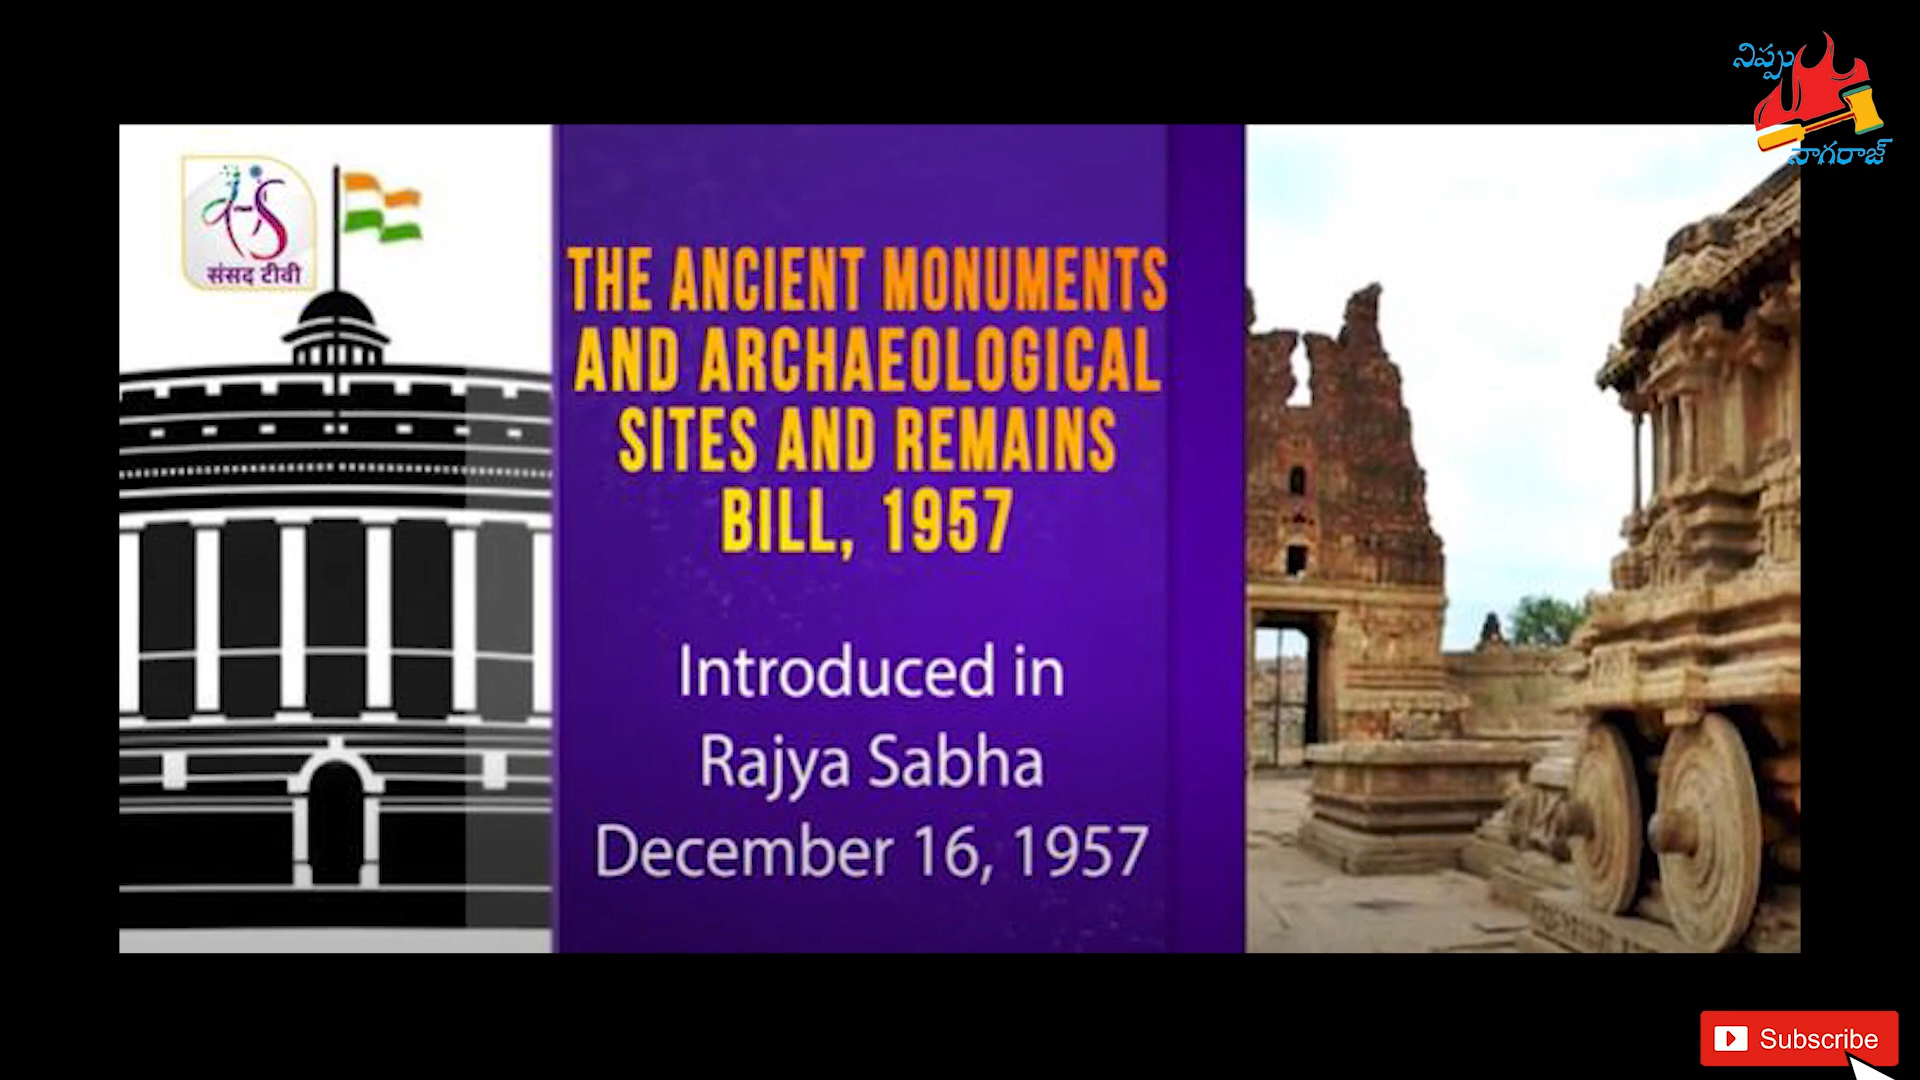 నిప్పు
నాగరాజ్
संसद टीवी
THE ANCIENT MONUMENTS
AND ARCHAEOLOGICAL
SITES AND REMAINS
BILL, 1957
Introduced in
Rajya Sabha
December 16, 1957
Subscribe